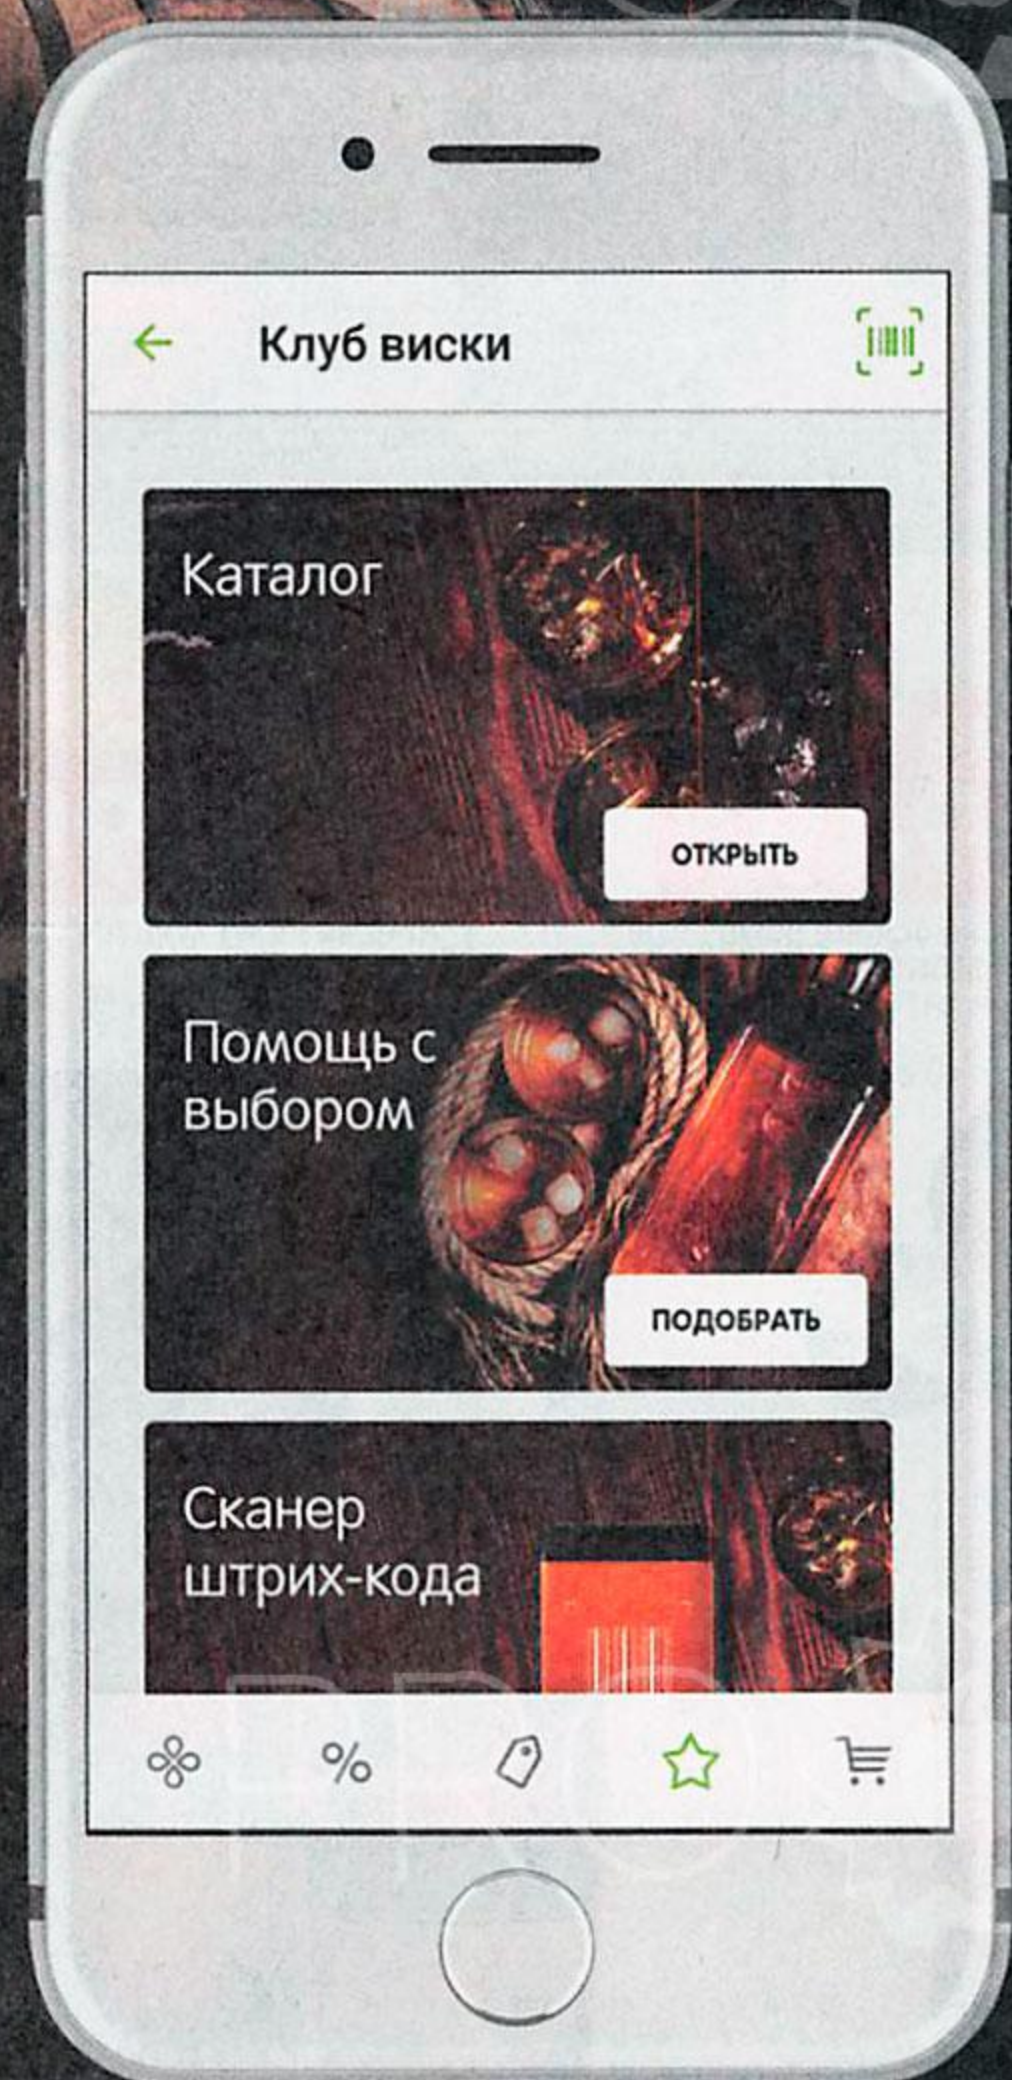 Клуб виски
Каталог
ОТКРЫТЬ
Помощь с
выбором
ПОДОБРАТЬ
Сканер
штрих-кода
%